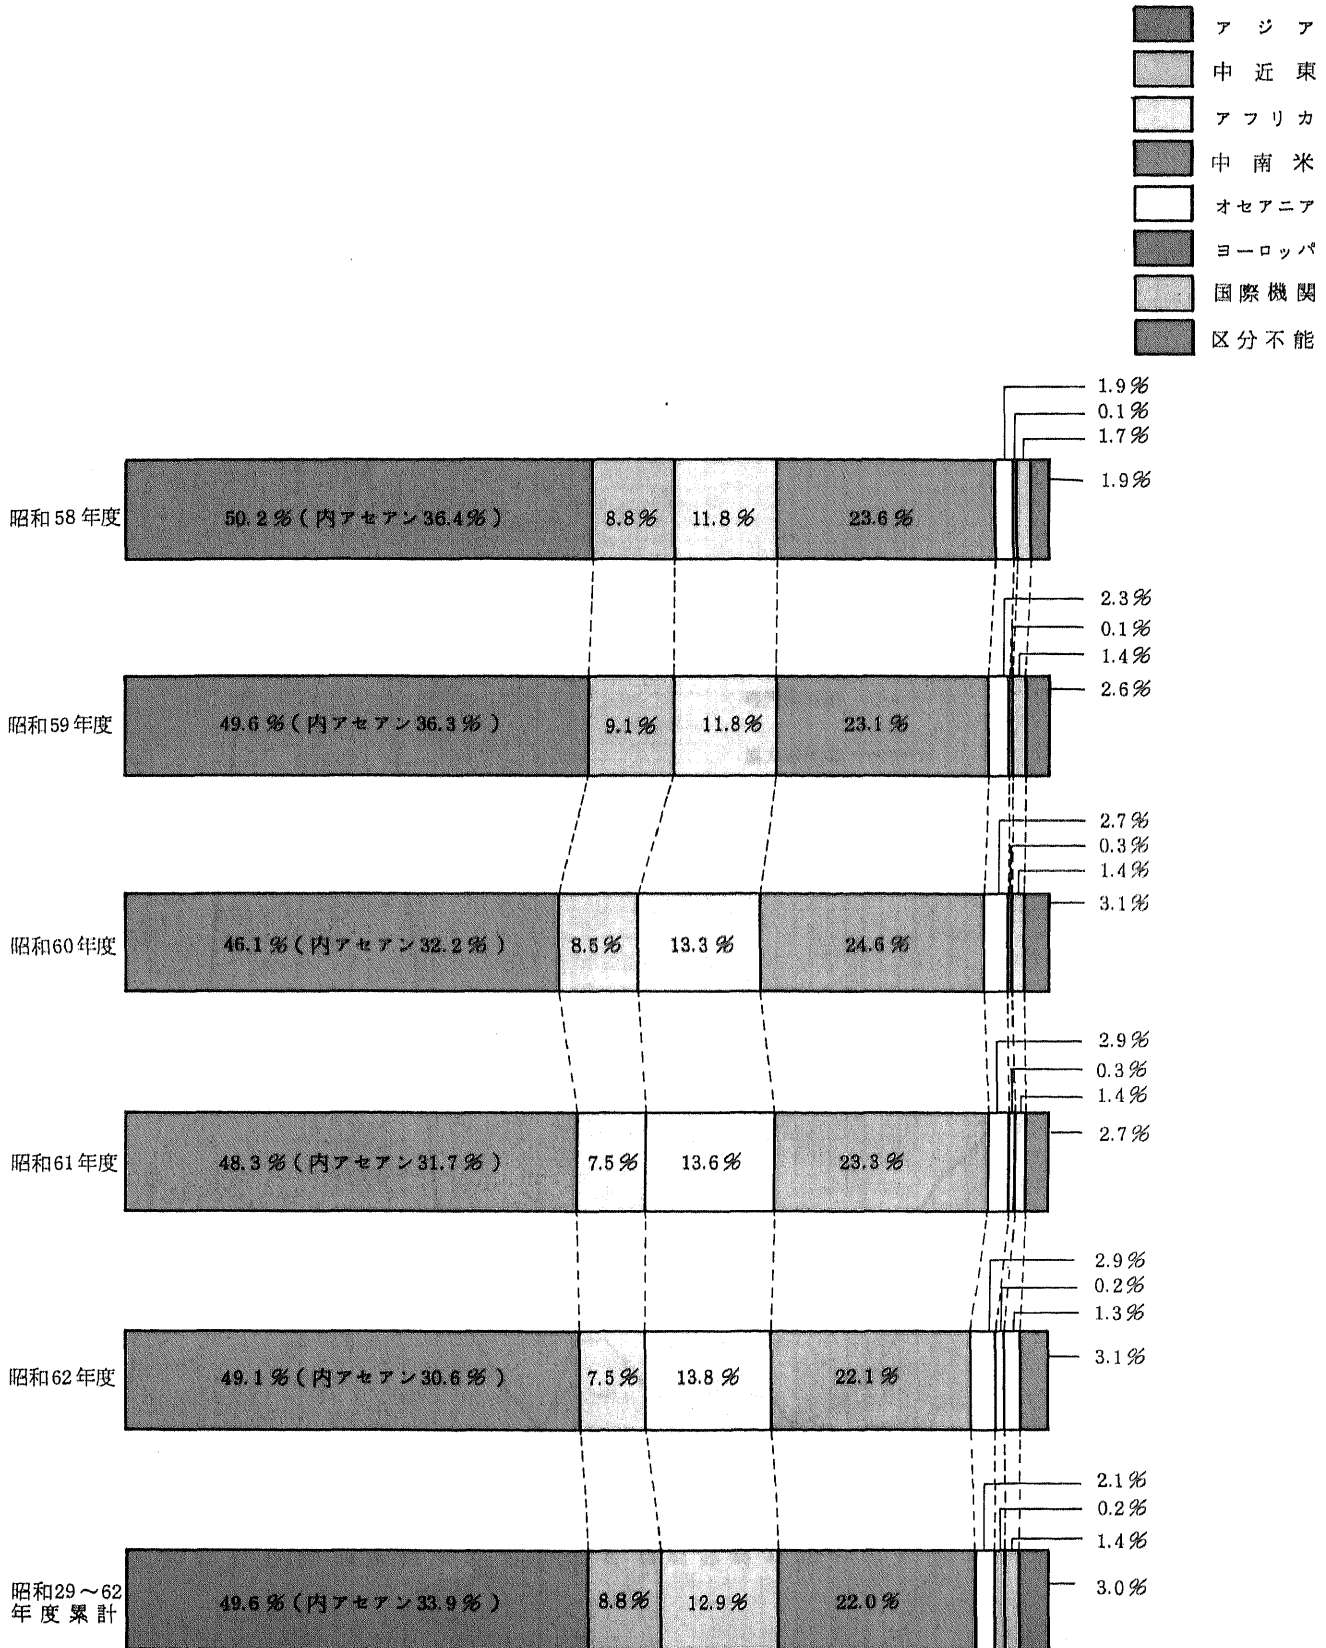 アジア
中近東
アフリカ
中南米
オセアニア
ヨーロッパ
国際機関
区分不能
1.9%
0.1%
1.7%
1.9%
昭和58年度
50.2%(内アセアン36.4%)
8.8%
11.8%
23.6%
2.3%
0.1%
1.4%
2.6%
昭和59年度
49.6%(内アセアン36.3%)
9.1%
11.8%
23.1%
2.7%
0.3%
1.4%
3.1%
昭和60年度
46.1%(内アセアン32.2%)
8.5%
13.3%
24.6%
2.9%
0.3%
1.4%
2.7%
昭和61年度
48.3%(内アセアン31.7%)
7.5%
13.6%
23.3%
2.9%
0.2%
1.3%
3.1%
昭和62年度
49.1%(内アセアン30.6%)
7.5%
13.8%
22.1%
2.1%
0.2%
1.4%
3.0%
昭和29~62
年度累計
49.6%(内アセアン33.9%)
8.8%
12.9%
22.0%